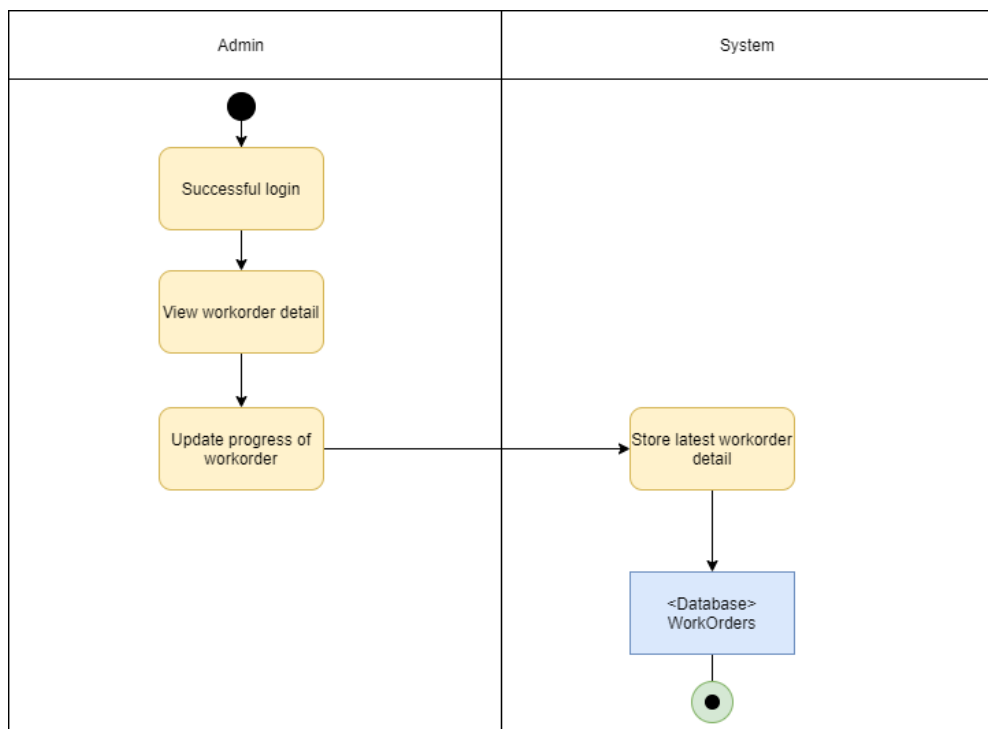 Admin
System
Successful login
View workorder detail
Update progress of
workorder
Store latest workorder
detail
<Database>
WorkOrders